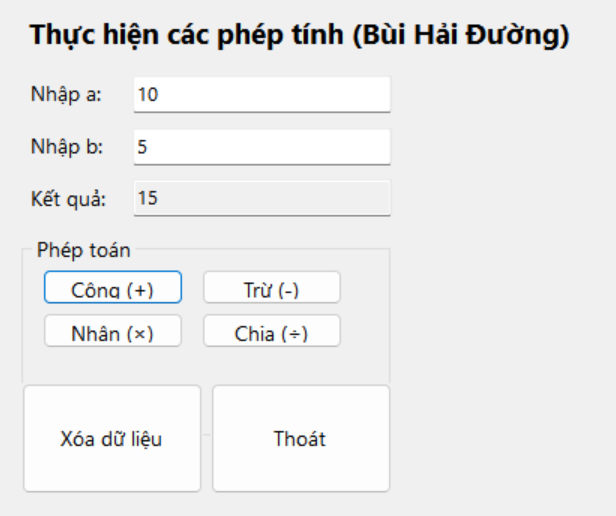 Thực hiện các phép tính (Bùi Hải Đường)
Nhập a: 10
Nhập b: 5
Kết quả: 15
Phép toán
Công (+) Trừ (-)
Nhân (×) Chia (÷)
Xóa dữ liệu Thoát